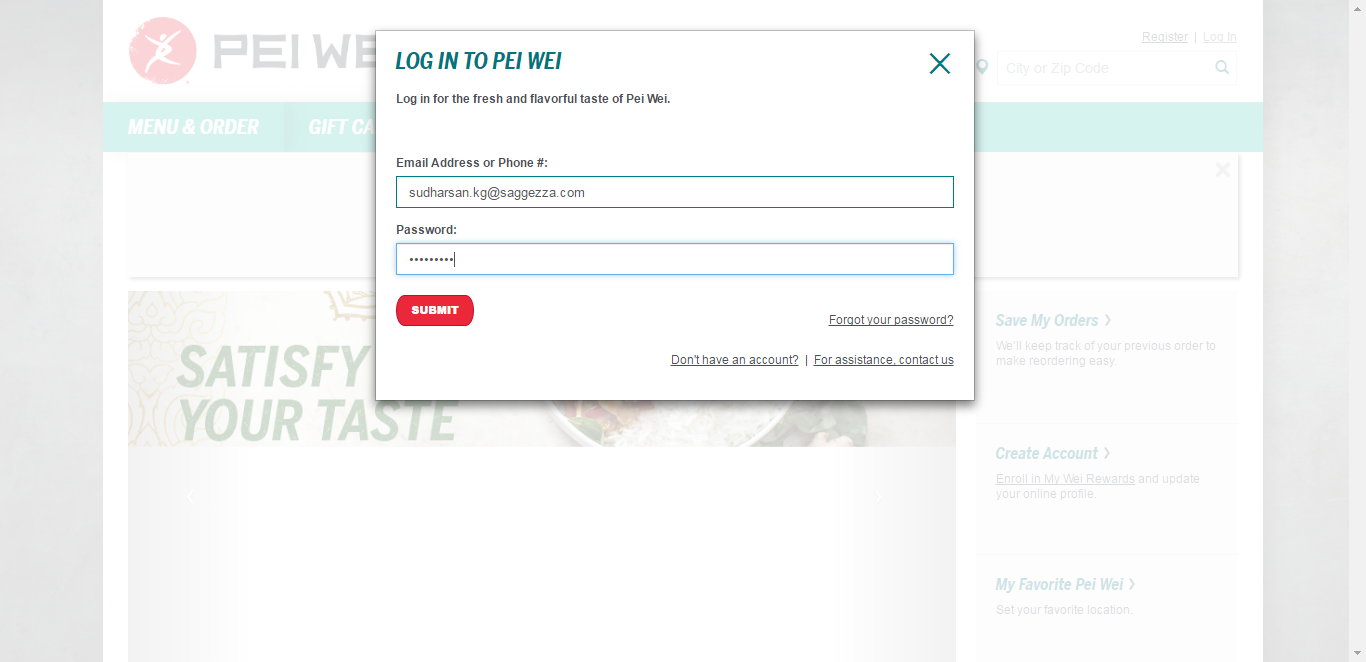 PEI WE
Register | Log In
City or Zip Code
MENU & ORDER
GIFT CA
LOG IN TO PEI WEI
Log in for the fresh and flavorful taste of Pei Wei.
Email Address or Phone #:
sudharsan.kg@saggezza.com
Password:
•••••••••
SUBMIT
Forgot your password?
Don't have an account? | For assistance, contact us
SATISFY
YOUR TASTE
Save My Orders
We'll keep track of your previous order to
make reordering easy.
Create Account
Enroll in My Wei Rewards and update
your online profile.
My Favorite Pei Wei
Set your favorite location.